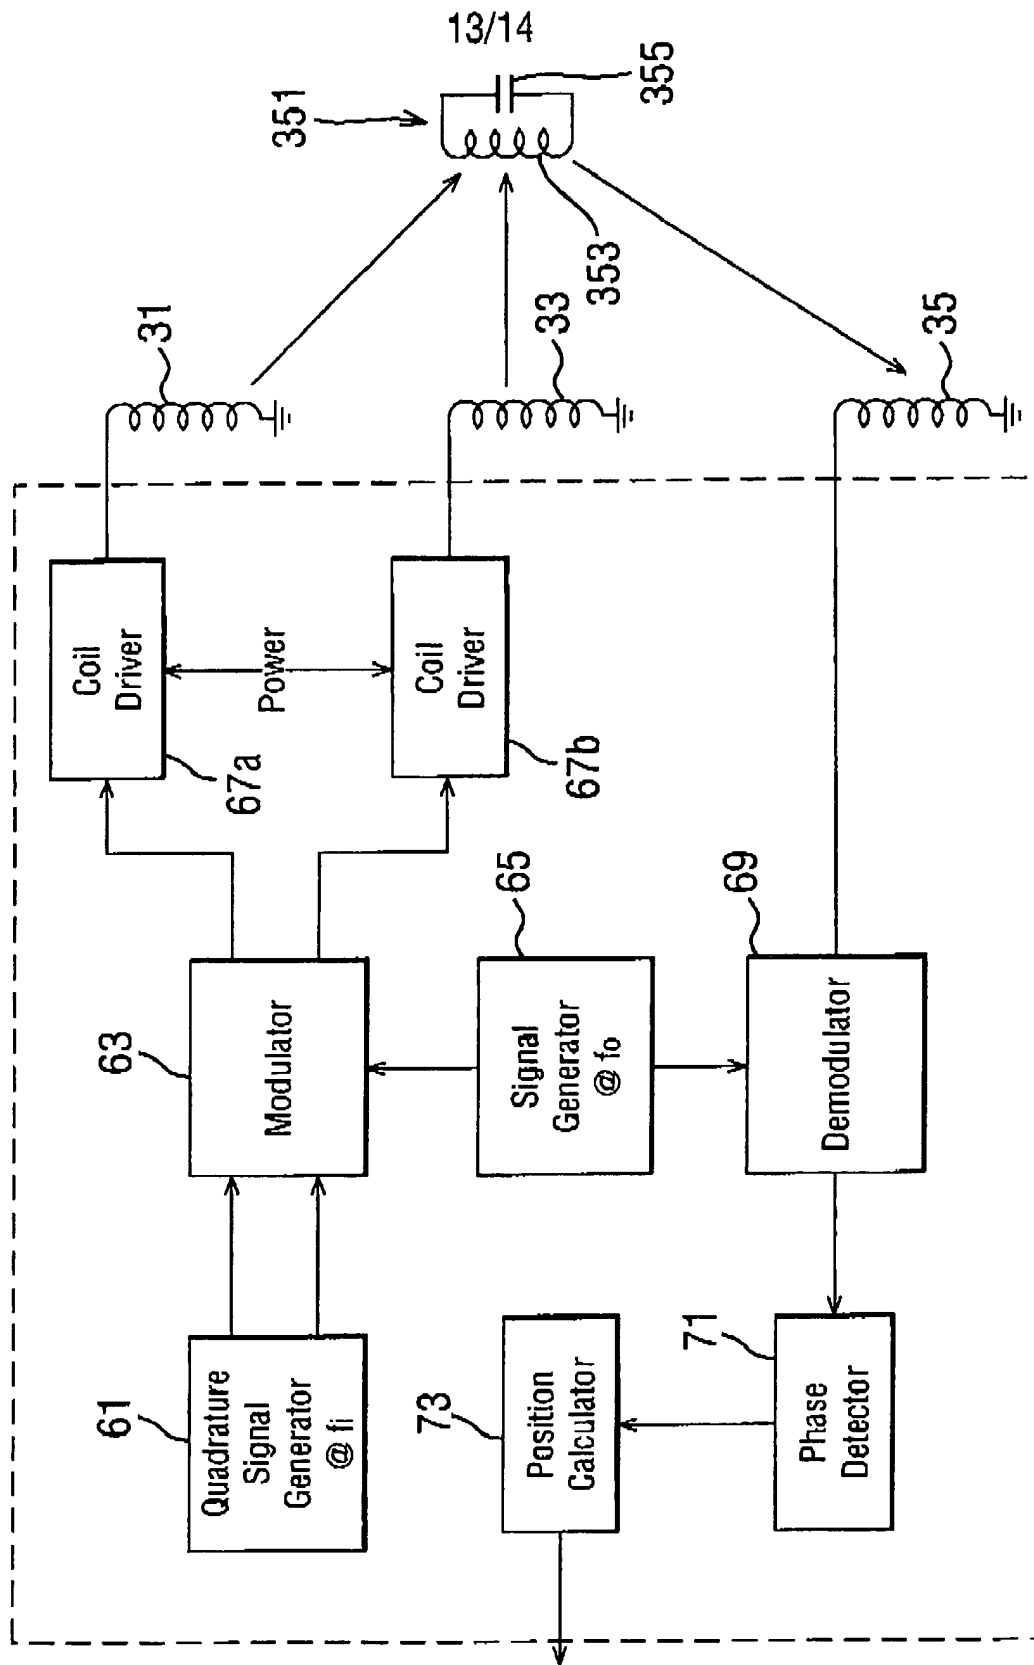 13/14
351
355
353
31
33
35
Coil
Driver
67a
Power
Coil
Driver
67b
63
Modulator
65
Signal
Generator
@ fo
69
Demodulator
61
Quadrature
Signal
Generator
@ fi
73
Position
Calculator
71
Phase
Detector